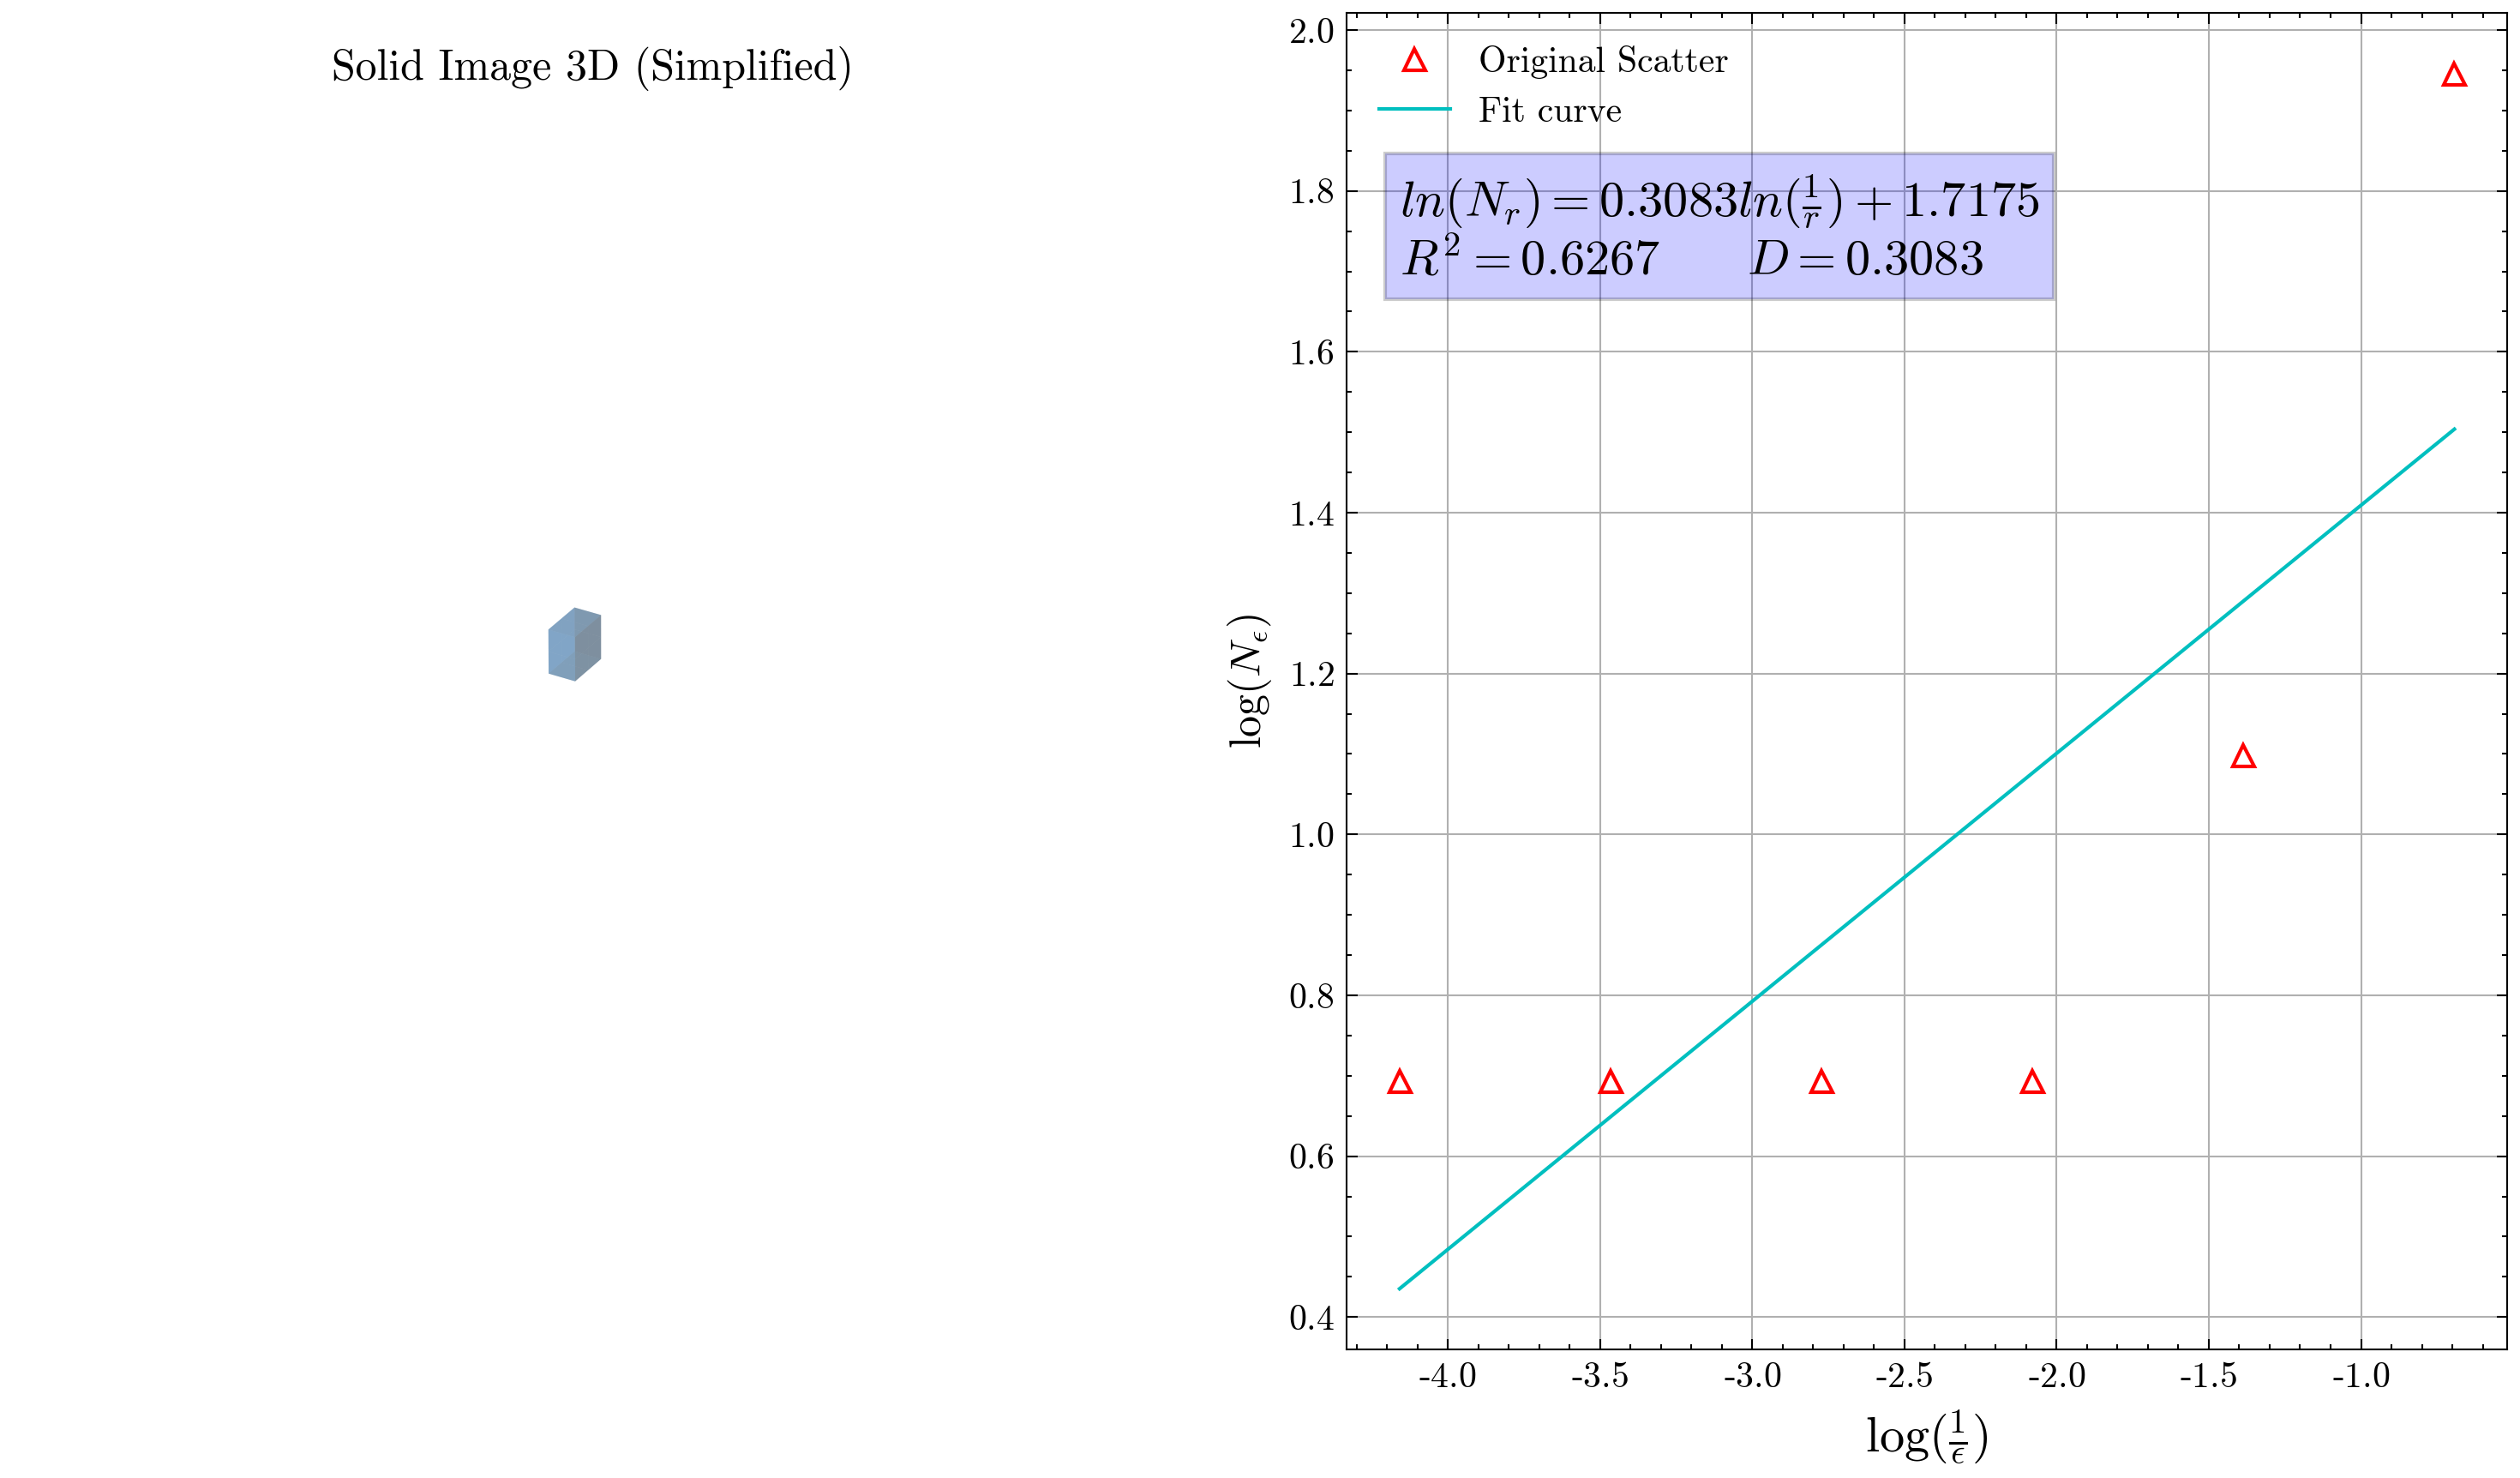 Solid Image 3D (Simplified)
Original Scatter
Fit curve
ln(N_r) = 0.3083ln(1/r) + 1.7175
R² = 0.6267 D = 0.3083
log(N_ϵ)
2.0
1.8
1.6
1.4
1.2
1.0
0.8
0.6
0.4
-4.0 -3.5 -3.0 -2.5 -2.0 -1.5 -1.0
log(1/ϵ)